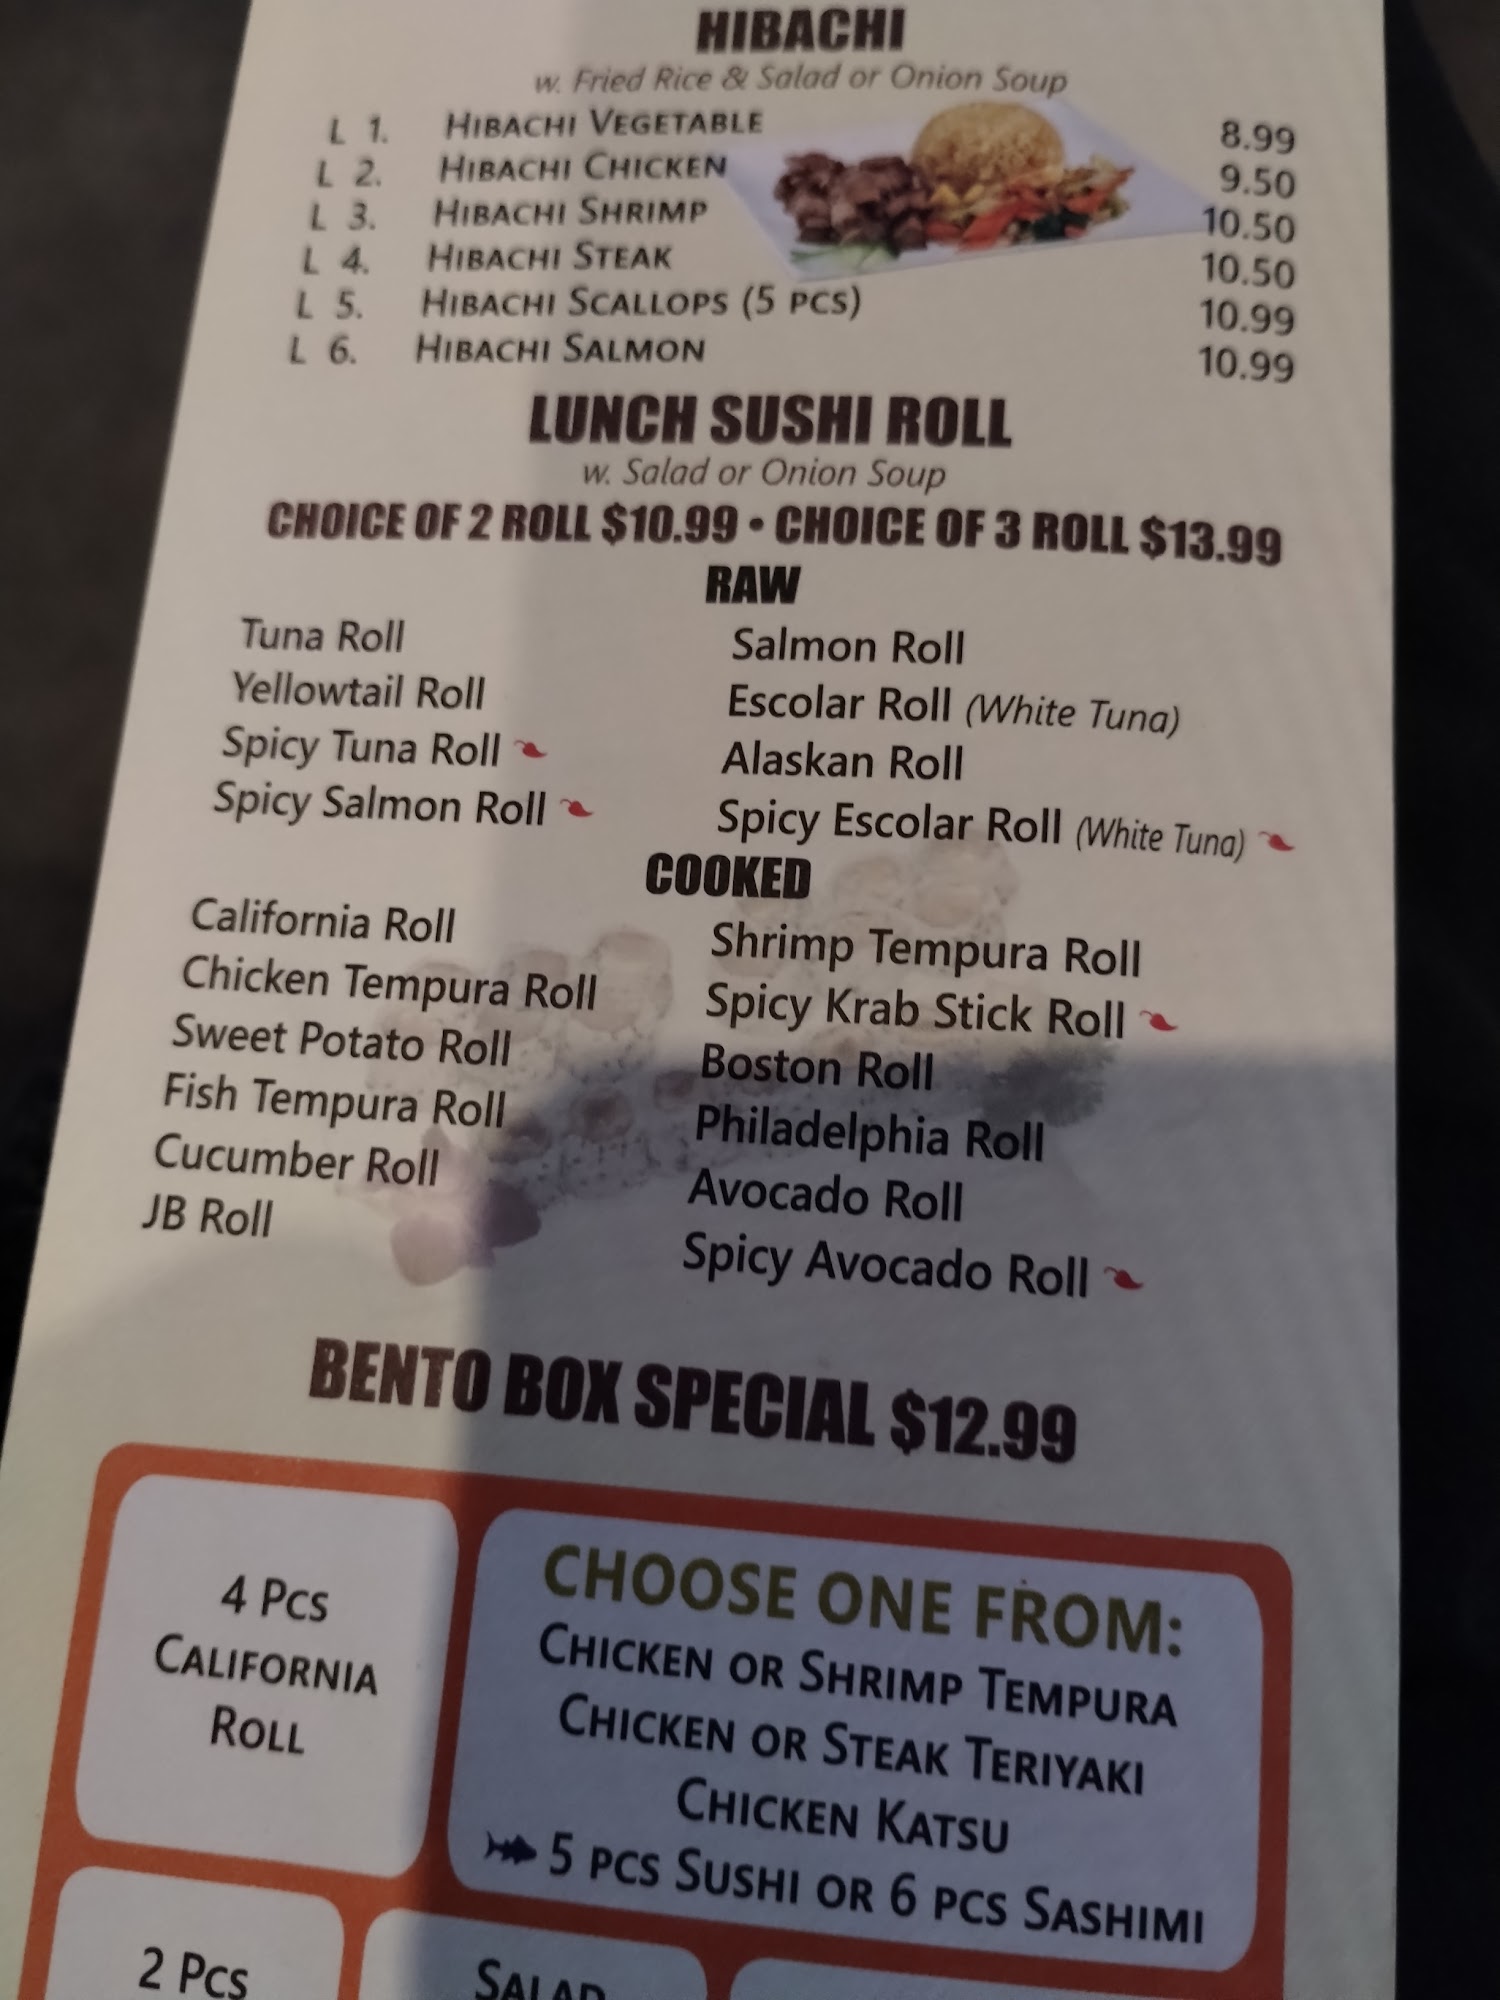 HIBACHI
w. Fried Rice & Salad or Onion Soup
L 1. HIBACHI VEGETABLE 8.99
L 2. HIBACHI CHICKEN 9.50
L 3. HIBACHI SHRIMP 10.50
L 4. HIBACHI STEAK 10.50
L 5. HIBACHI SCALLOPS (5 PCS) 10.99
L 6. HIBACHI SALMON 10.99
LUNCH SUSHI ROLL
w. Salad or Onion Soup
CHOICE OF 2 ROLL $10.99 • CHOICE OF 3 ROLL $13.99
RAW
Tuna Roll
Yellowtail Roll
Spicy Tuna Roll
Spicy Salmon Roll
Salmon Roll
Escolar Roll (White Tuna)
Alaskan Roll
Spicy Escolar Roll (White Tuna)
COOKED
California Roll
Chicken Tempura Roll
Sweet Potato Roll
Fish Tempura Roll
Cucumber Roll
JB Roll
Shrimp Tempura Roll
Spicy Krab Stick Roll
Boston Roll
Philadelphia Roll
Avocado Roll
Spicy Avocado Roll
BENTO BOX SPECIAL $12.99
4 PCS
CALIFORNIA
ROLL
CHOOSE ONE FROM:
CHICKEN OR SHRIMP TEMPURA
CHICKEN OR STEAK TERIYAKI
CHICKEN KATSU
5 PCS SUSHI OR 6 PCS SASHIMI
2 PCS
SALAD